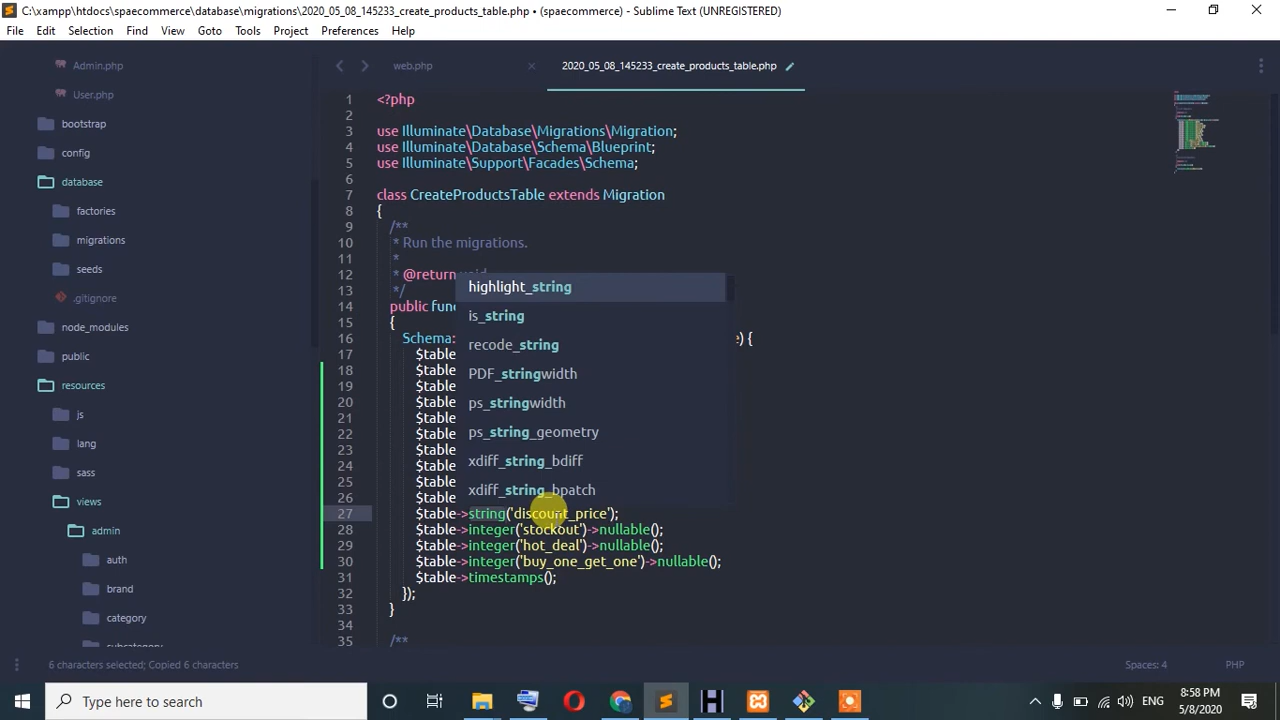 C:\xampp\htdocs\spaecommerce\database\migrations\2020_05_08_145233_create_products_table.php • (spaecommerce) - Sublime Text (UNREGISTERED)
File Edit Selection Find View Goto Tools Project Preferences Help
Admin.php
User.php
bootstrap
config
database
factories
migrations
seeds
.gitignore
node_modules
public
resources
js
lang
sass
views
admin
auth
brand
category
subcategory
web.php
2020_05_08_145233_create_products_table.php
1 <?php
2
3 use Illuminate\Database\Migrations\Migration;
4 use Illuminate\Database\Schema\Blueprint;
5 use Illuminate\Support\Facades\Schema;
6
7 class CreateProductsTable extends Migration
8 {
9 /**
10 * Run the migrations.
11 *
12 * @return void
13 */
14 public func
15 {
16 Schema: e) {
17 $table
18 $table
19 $table
20 $table
21 $table
22 $table
23 $table
24 $table
25 $table
26 $table
27 $table->string('discount_price');
28 $table->integer('stockout')->nullable();
29 $table->integer('hot_deal')->nullable();
30 $table->integer('buy_one_get_one')->nullable();
31 $table->timestamps();
32 });
33 }
34
35 /**
highlight_string
is_string
recode_string
PDF_stringwidth
ps_stringwidth
ps_string_geometry
xdiff_string_bdiff
xdiff_string_bpatch
6 characters selected; Copied 6 characters
Spaces: 4
PHP
Type here to search
ENG
8:58 PM
5/8/2020